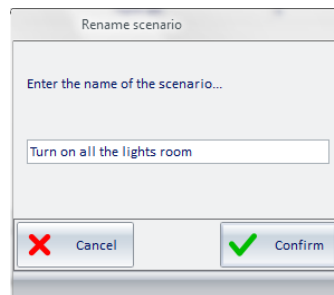 Rename scenario
Enter the name of the scenario...
Turn on all the lights room
Cancel
Confirm